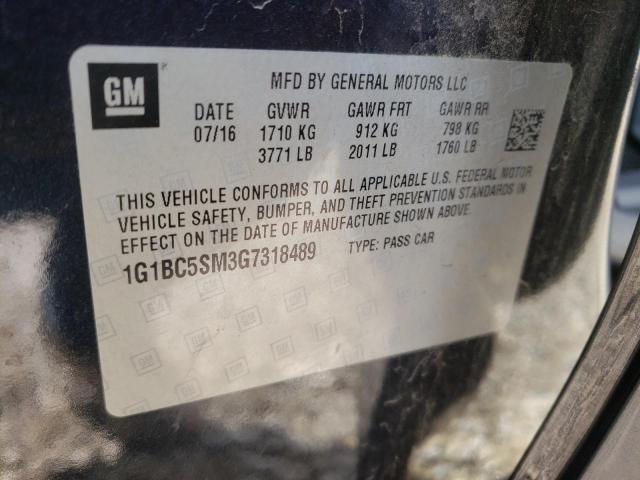 GM
MFD BY GENERAL MOTORS LLC
DATE GVWR GAWR FRT GAWR RR
07/16 1710 KG 912 KG 798 KG
3771 LB 2011 LB 1760 LB
THIS VEHICLE CONFORMS TO ALL APPLICABLE U.S. FEDERAL MOTOR
VEHICLE SAFETY, BUMPER, AND THEFT PREVENTION STANDARDS IN
EFFECT ON THE DATE OF MANUFACTURE SHOWN ABOVE.
1G1BC5SM3G7318489 TYPE: PASS CAR